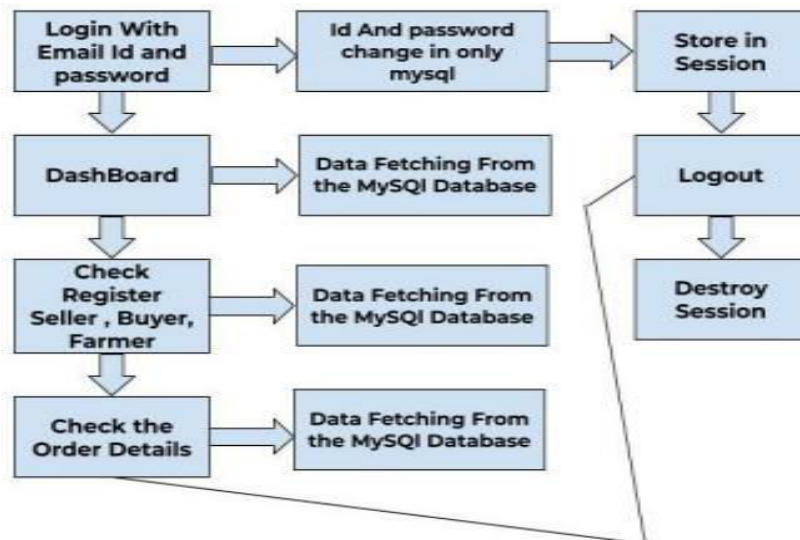 Login With
Email Id and
password
Id And password
change in only
mysql
Store in
Session
DashBoard
Data Fetching From
the MySQl Database
Logout
Check
Register
Seller , Buyer,
Farmer
Data Fetching From
the MySQl Database
Destroy
Session
Check the
Order Details
Data Fetching From
the MySQl Database